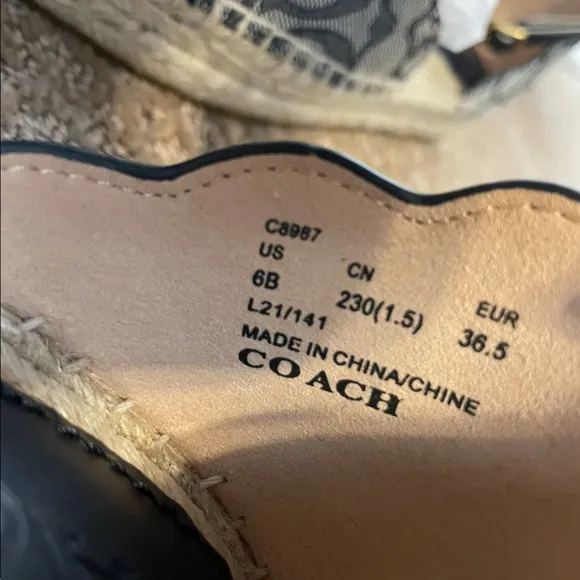 C8987
US CN EUR
6B 230(1.5) 36.5
L21/141
MADE IN CHINA/CHINE
COACH